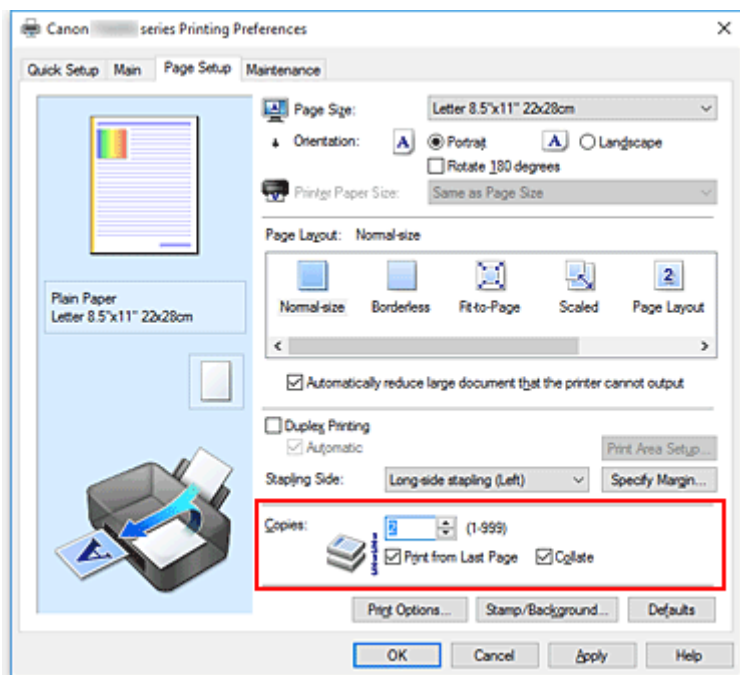 Canon series Printing Preferences
Quick Setup Main Page Setup Maintenance
Page Size: Letter 8.5"x11" 22x28cm
Orientation: A Portrait A Landscape
Rotate 180 degrees
Printer Paper Size: Same as Page Size
Page Layout: Normal-size
2
Normal-size Borderless Fit-to-Page Scaled Page Layout
Plain Paper
Letter 8.5"x11" 22x28cm
Automatically reduce large document that the printer cannot output
Duplex Printing
Automatic Print Area Setup...
Stapling Side: Long-side stapling (Left) Specify Margin...
Copies: 2 (1-999)
Print from Last Page Collate
A
Print Options... Stamp/Background... Defaults
OK Cancel Apply Help